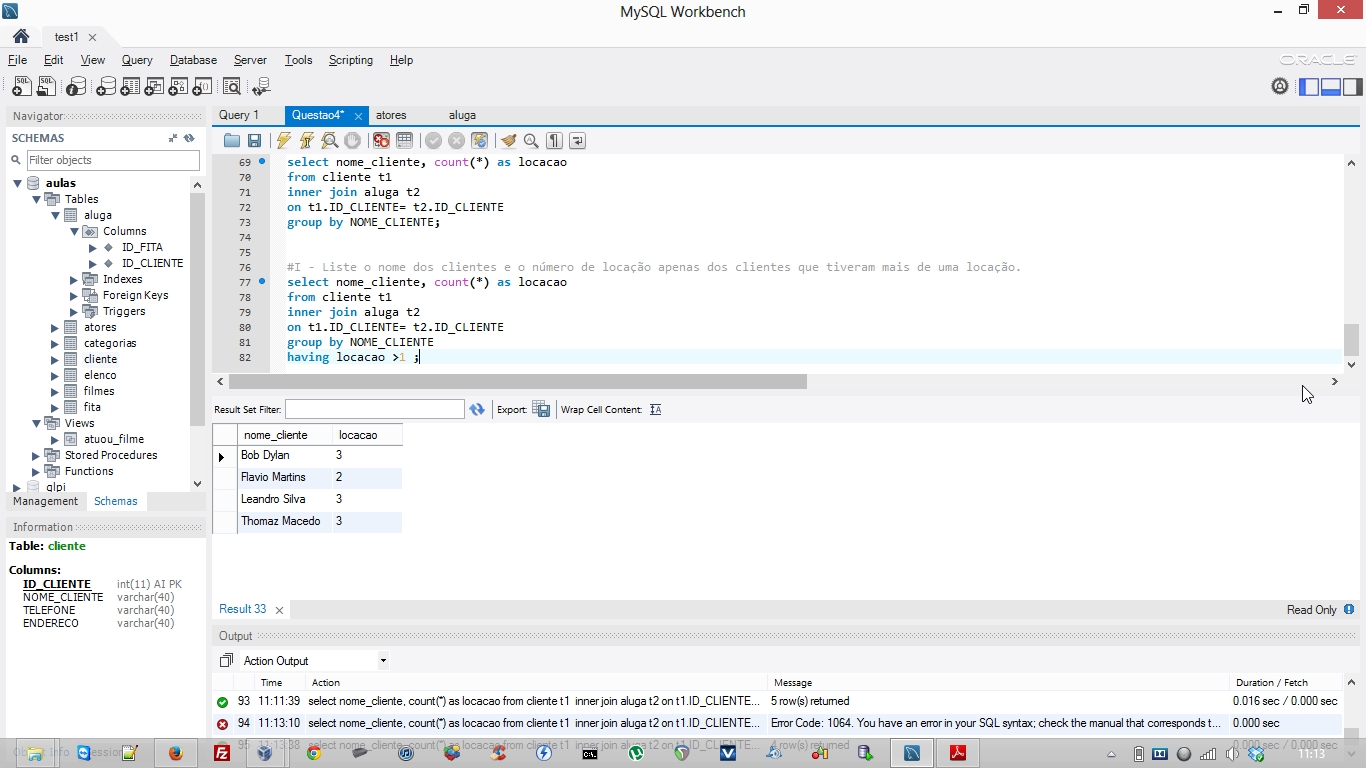 MySQL Workbench
test1
File Edit View Query Database Server Tools Scripting Help
ORACLE
Navigator
SCHEMAS
Filter objects
aulas
Tables
aluga
Columns
ID_FITA
ID_CLIENTE
Indexes
Foreign Keys
Triggers
atores
categorias
cliente
elenco
filmes
fita
Views
atuou_filme
Stored Procedures
Functions
glpi
Management Schemas
Information
Table: cliente
Columns:
ID_CLIENTE int(11) AI PK
NOME_CLIENTE varchar(40)
TELEFONE varchar(40)
ENDERECO varchar(40)
Query 1 Questao4* atores aluga
69 select nome_cliente, count(*) as locacao
70 from cliente t1
71 inner join aluga t2
72 on t1.ID_CLIENTE= t2.ID_CLIENTE
73 group by NOME_CLIENTE;
74
75
76 #I - Liste o nome dos clientes e o número de locação apenas dos clientes que tiveram mais de uma locação.
77 select nome_cliente, count(*) as locacao
78 from cliente t1
79 inner join aluga t2
80 on t1.ID_CLIENTE= t2.ID_CLIENTE
81 group by NOME_CLIENTE
82 having locacao >1 ;
Result Set Filter: Export: Wrap Cell Content:
nome_cliente locacao
Bob Dylan 3
Flavio Martins 2
Leandro Silva 3
Thomaz Macedo 3
Result 33 Read Only
Output
Action Output
Time Action Message Duration / Fetch
93 11:11:39 select nome_cliente, count(*) as locacao from cliente t1 inner join aluga t2 on t1.ID_CLIENTE... 5 row(s) returned 0.016 sec / 0.000 sec
94 11:13:10 select nome_cliente, count(*) as locacao from cliente t1 inner join aluga t2 on t1.ID_CLIENTE... Error Code: 1064. You have an error in your SQL syntax; check the manual that corresponds t... 0.000 sec
95 11:13:38 select nome_cliente, count(*) as locacao from cliente t1 inner join aluga t2 on t1.ID_CLIENTE... 4 row(s) returned 0.000 sec / 0.000 sec
11:13